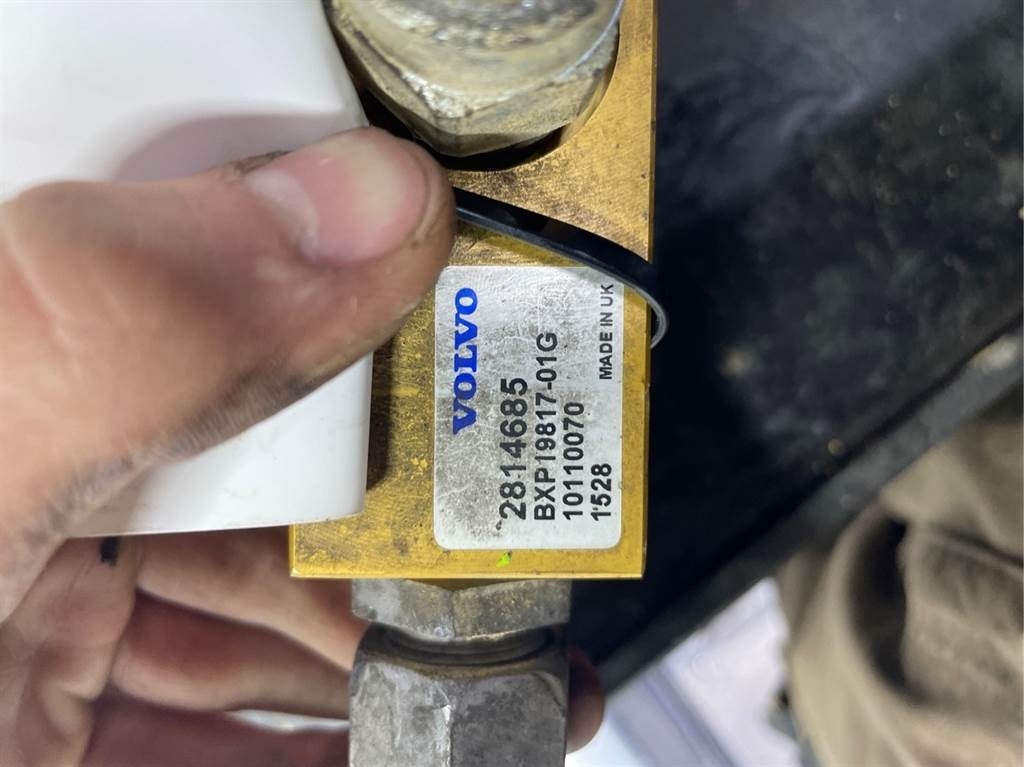 VOLVO
2814685
BXP19817-01G
10110070
1528
MADE IN UK